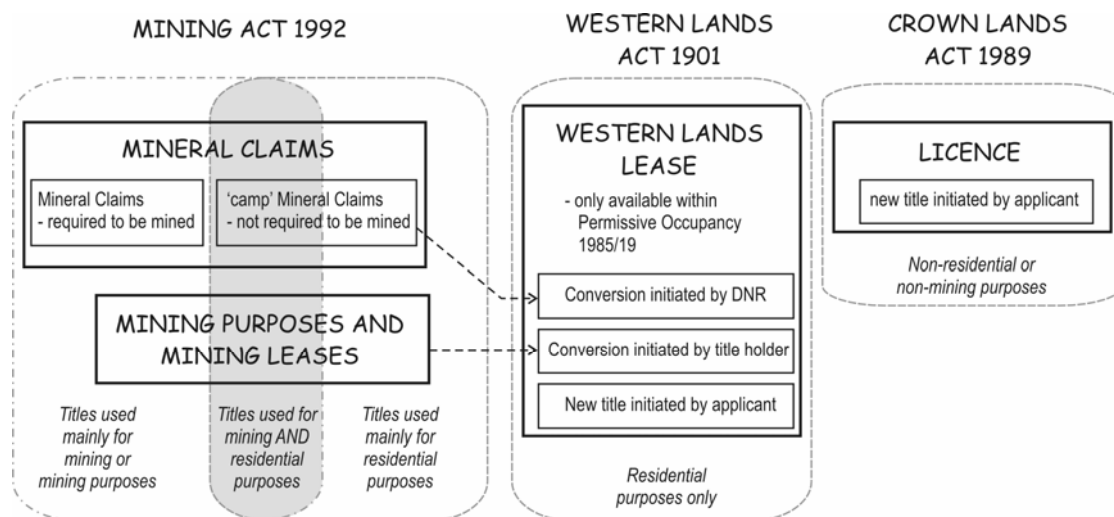 MINING ACT 1992
WESTERN LANDS
ACT 1901
CROWN LANDS
ACT 1989
MINERAL CLAIMS
Mineral Claims
- required to be mined
'camp' Mineral Claims
- not required to be mined
MINING PURPOSES AND
MINING LEASES
Titles used
mainly for
mining or
mining purposes
Titles used for
mining AND
residential
purposes
Titles used
mainly for
residential
purposes
WESTERN LANDS
LEASE
- only available within
Permissive Occupancy
1985/19
Conversion initiated by DNR
Conversion initiated by title holder
New title initiated by applicant
Residential
purposes only
LICENCE
new title initiated by applicant
Non-residential or
non-mining purposes